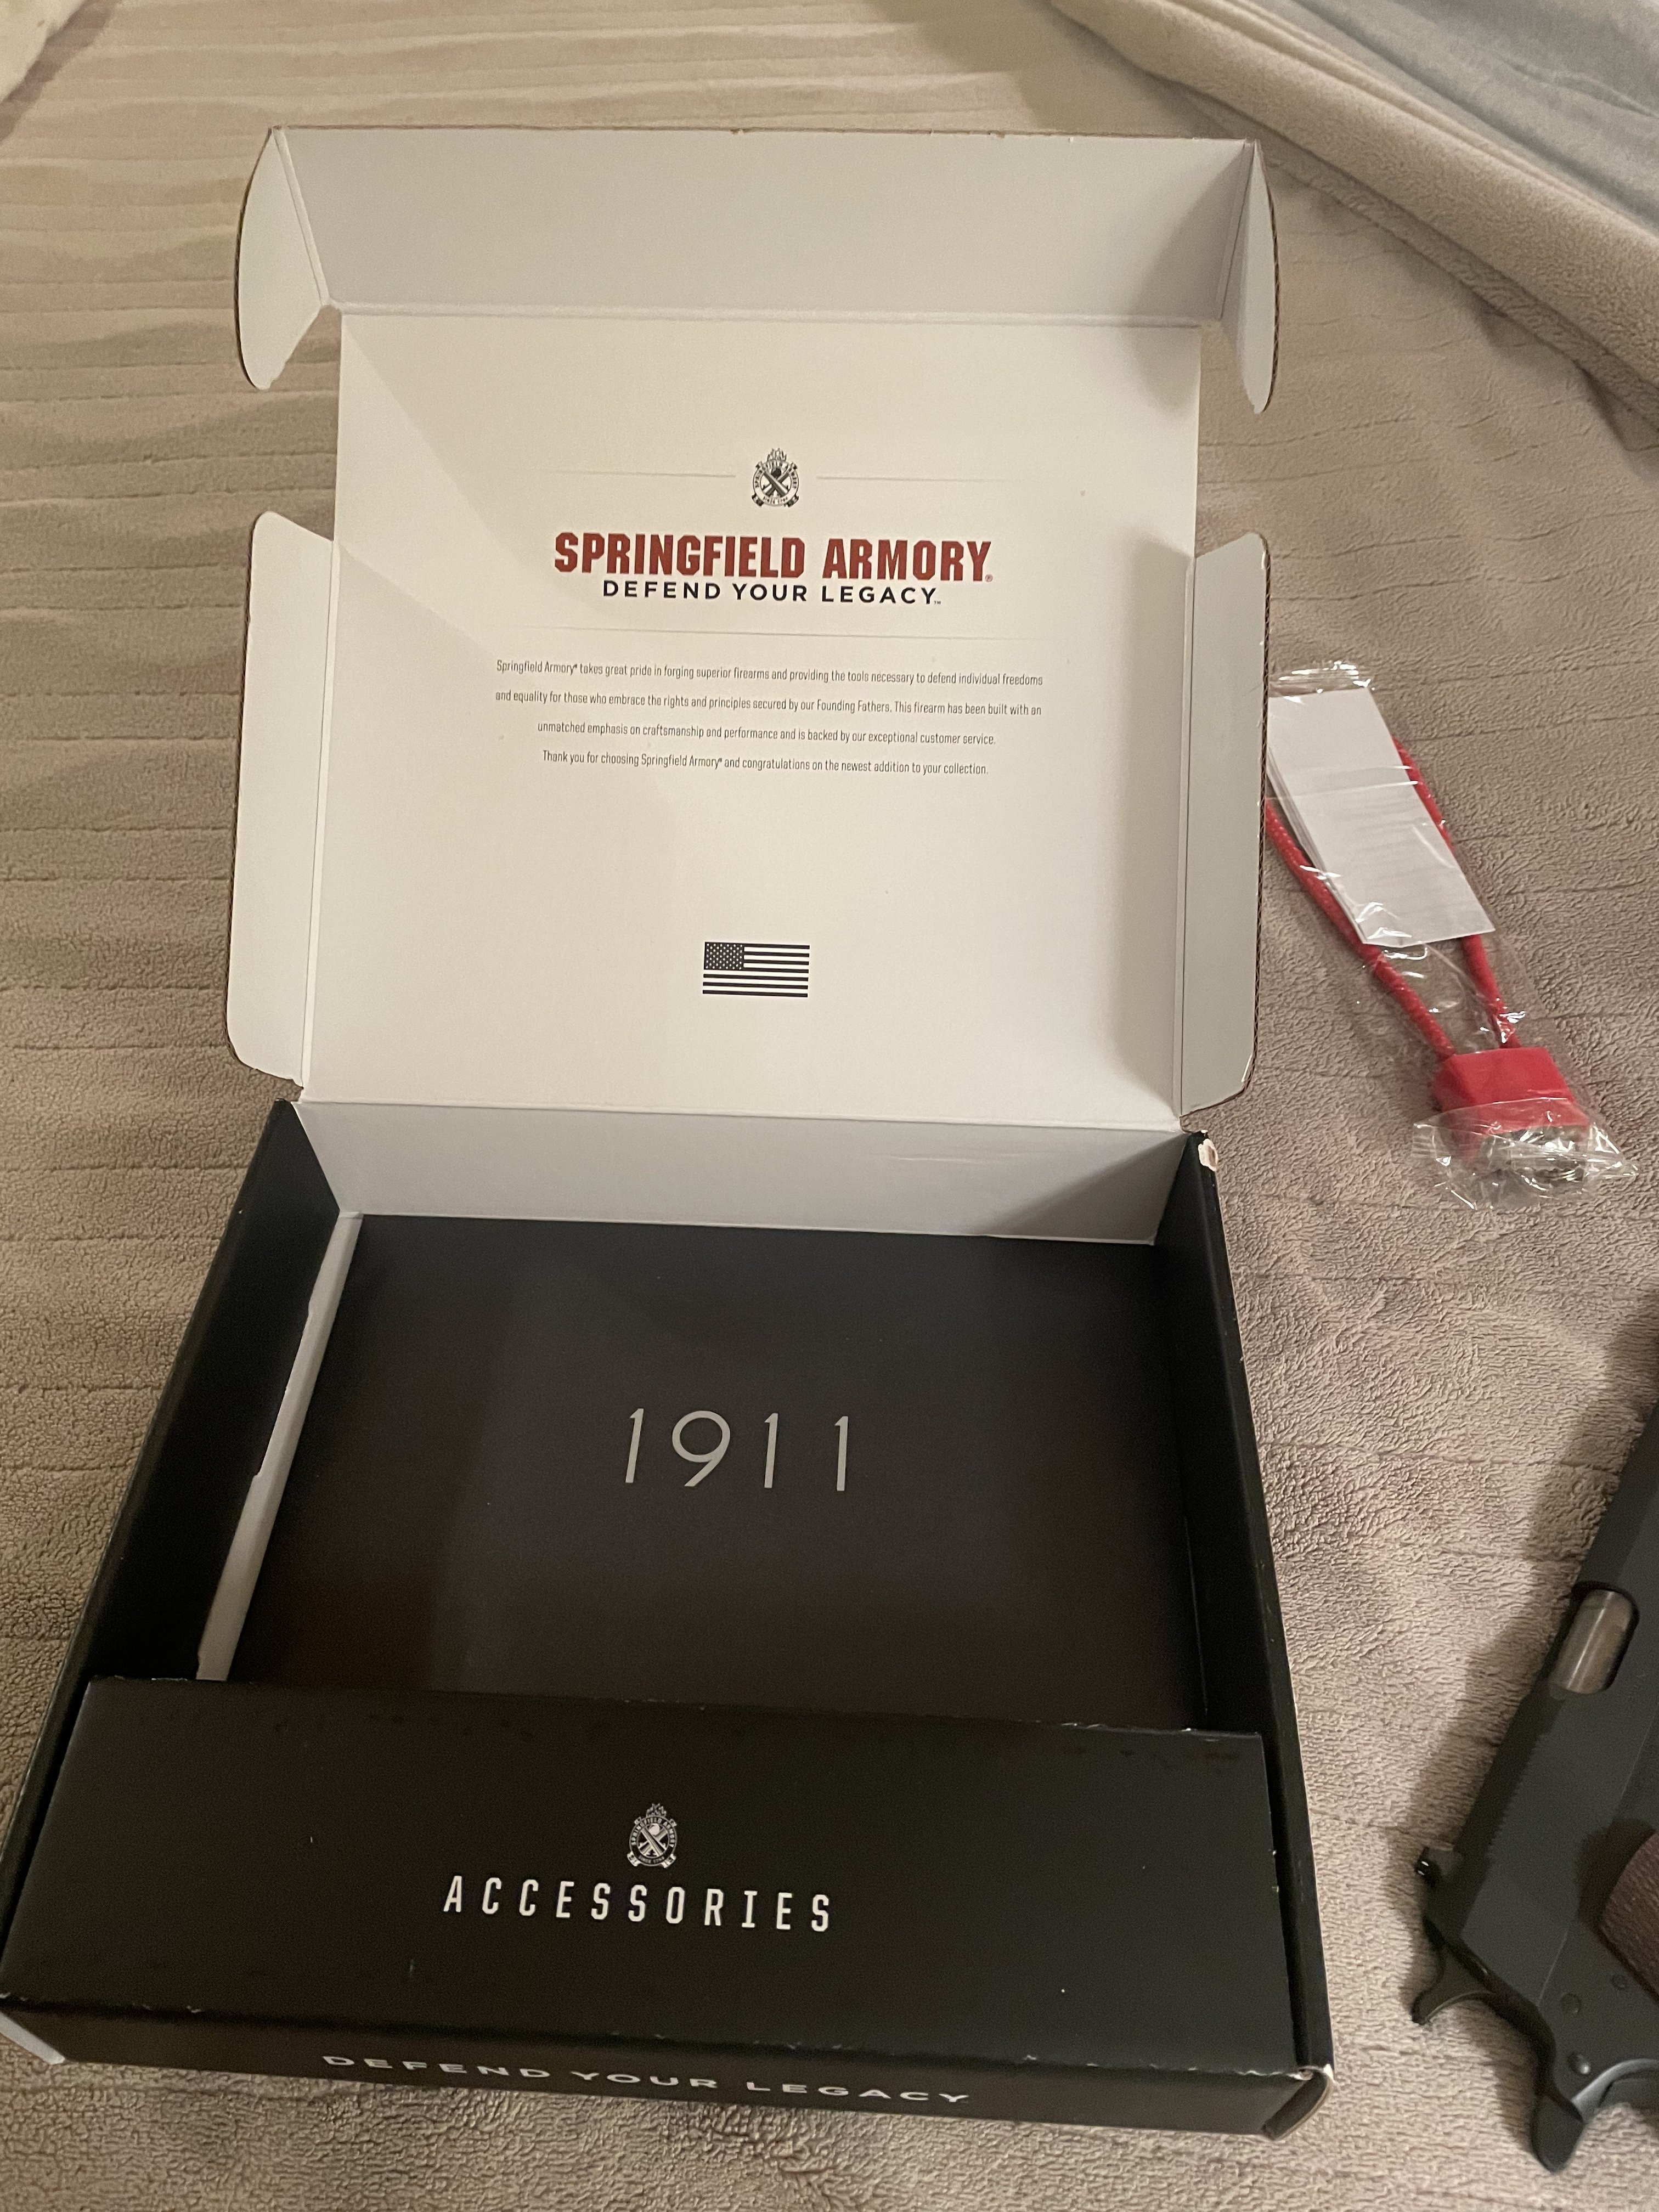 SPRINGFIELD ARMORY®
DEFEND YOUR LEGACY™
Springfield Armory® takes great pride in forging superior firearms and providing the tools necessary to defend individual freedoms
and equality for those who embrace the rights and principles secured by our Founding Fathers. This firearm has been built with an
unmatched emphasis on craftsmanship and performance and is backed by our exceptional customer service.
Thank you for choosing Springfield Armory® and congratulations on the newest addition to your collection.
1911
SPRINGFIELD ARMORY
ACCESSORIES
DEFEND YOUR LEGACY